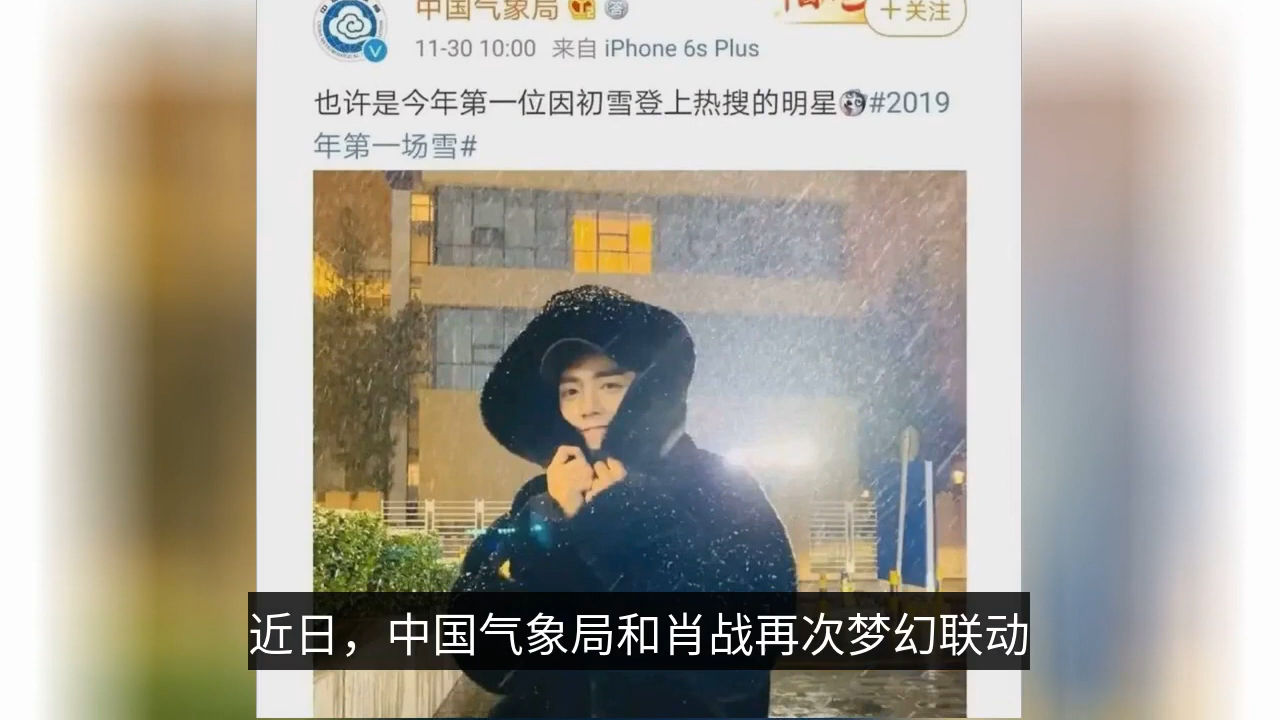 中国气象局
+关注
11-30 10:00 来自 iPhone 6s Plus
也许是今年第一位因初雪登上热搜的明星#2019
年第一场雪#
近日，中国气象局和肖战再次梦幻联动